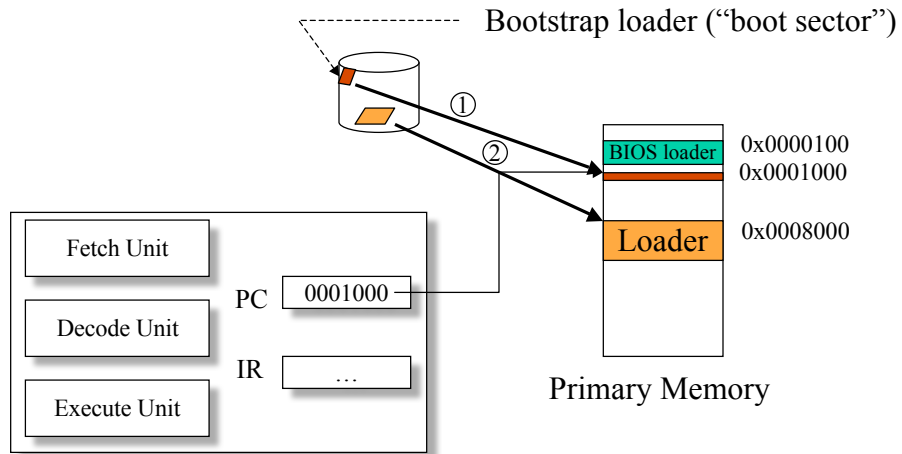 Bootstrap loader (“boot sector”)
①
②
BIOS loader
0x0000100
0x0001000
Loader
0x0008000
Fetch Unit
Decode Unit
Execute Unit
PC
0001000
IR
…
Primary Memory